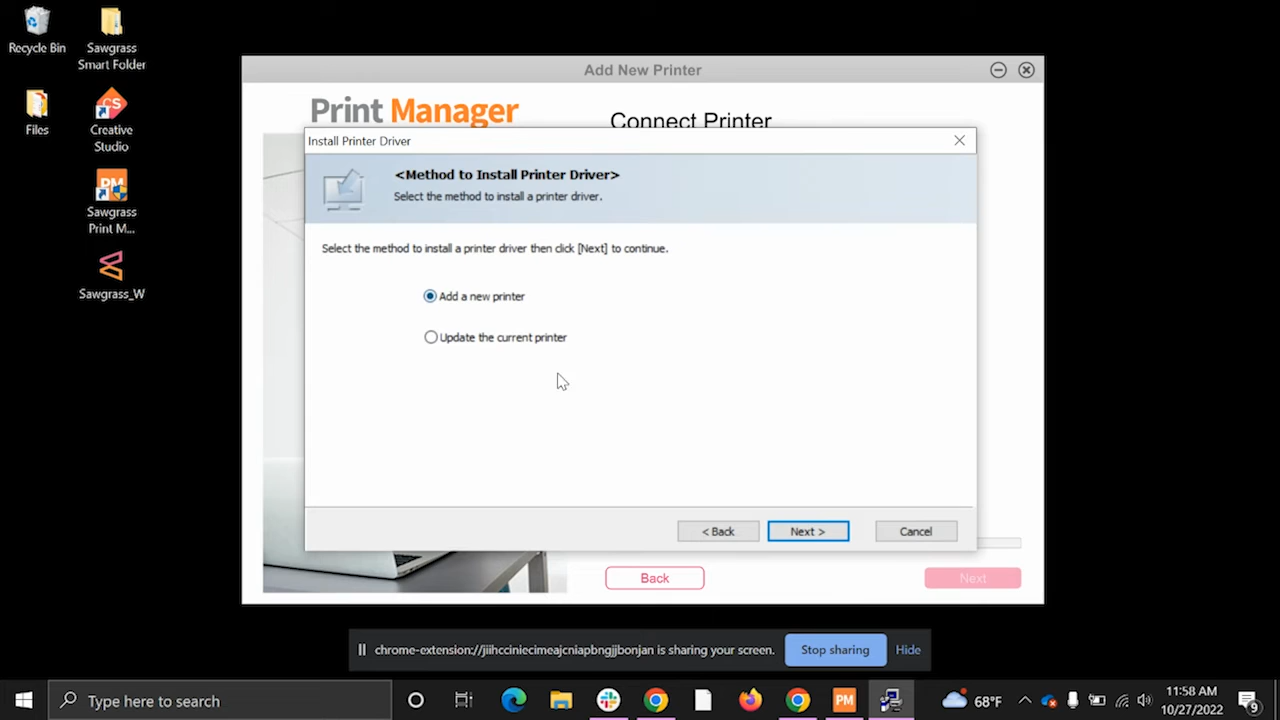 Recycle Bin
Sawgrass
Smart Folder
Files
Creative
Studio
Sawgrass
Print M...
Sawgrass_W
Add New Printer
Print Manager
Connect Printer
Install Printer Driver
<Method to Install Printer Driver>
Select the method to install a printer driver.
Select the method to install a printer driver then click [Next] to continue.
Add a new printer
Update the current printer
< Back
Next >
Cancel
Back
Next
chrome-extension://jiihcciniecimeajcniapbngjjbonjan is sharing your screen.
Stop sharing
Hide
Type here to search
PM
68°F
11:58 AM
10/27/2022
9
CS
PM